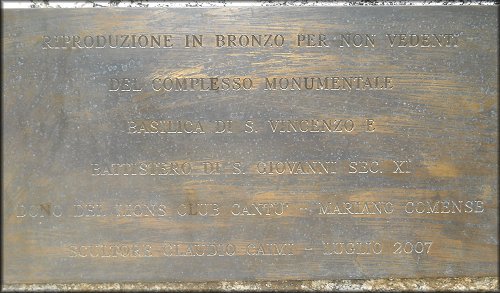 RIPRODUZIONE IN BRONZO PER NON VEDENTI
DEL COMPLESSO MONUMENTALE
BASILICA DI S. VINCENZO E
BATTISTERO DI S. GIOVANNI SEC. XI
DONO DEL LIONS CLUB CANTU' - MARIANO COMENSE
SCULTORE CLAUDIO GAIMI - LUGLIO 2007